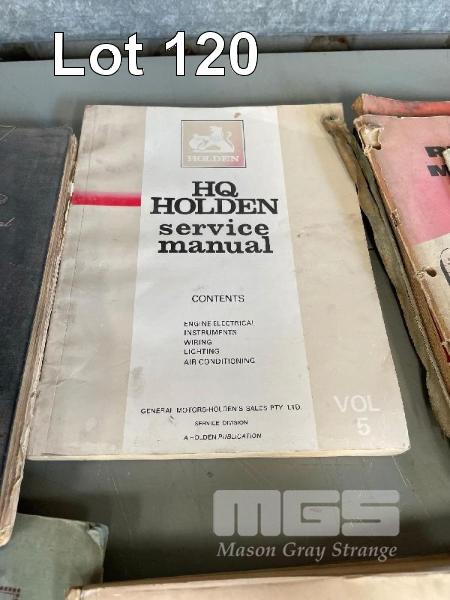 Lot 120
HOLDEN
HQ
HOLDEN
service
manual
CONTENTS
ENGINE ELECTRICAL
INSTRUMENTS
WIRING
LIGHTING
AIR CONDITIONING
GENERAL MOTORS-HOLDEN'S SALES PTY. LTD.
SERVICE DIVISION
A HOLDEN PUBLICATION
VOL
5
MGS
Mason Gray Strange